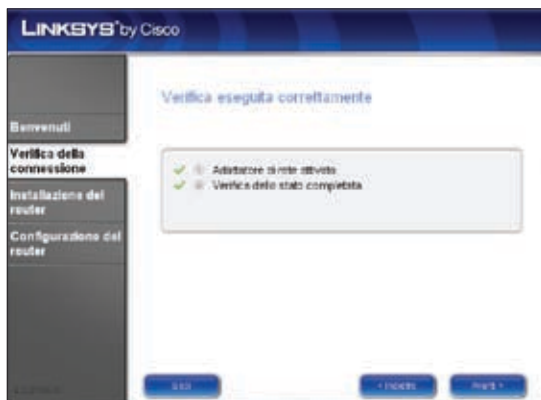 LINKSYS® by Cisco
Benvenuti
Verifica della
connessione
Installazione del
router
Configurazione del
router
Verifica eseguita correttamente
Adattatore di rete attivato
Verifica dello stato completata
Esci
< Indietro
Avanti >